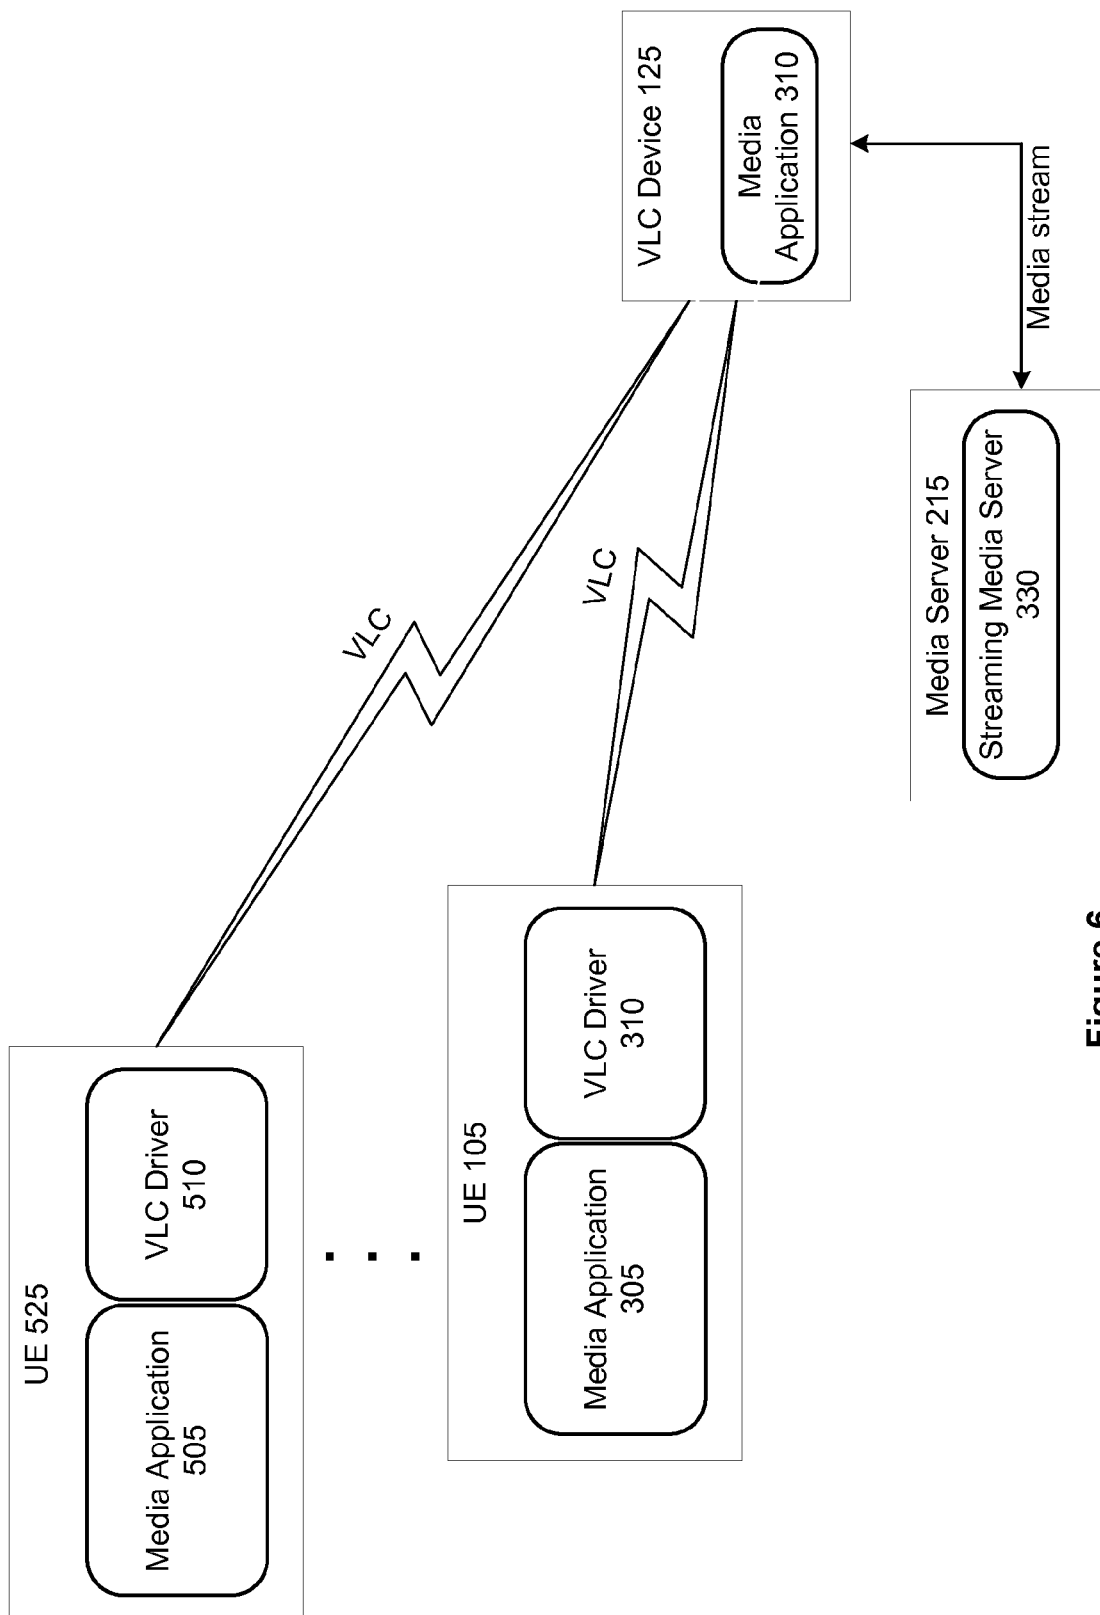 UE 525
Media Application
505
VLC Driver
510
VLC
UE 105
Media Application
305
VLC Driver
310
VLC
VLC Device 125
Media
Application 310
Media stream
Media Server 215
Streaming Media Server
330
Figure 6